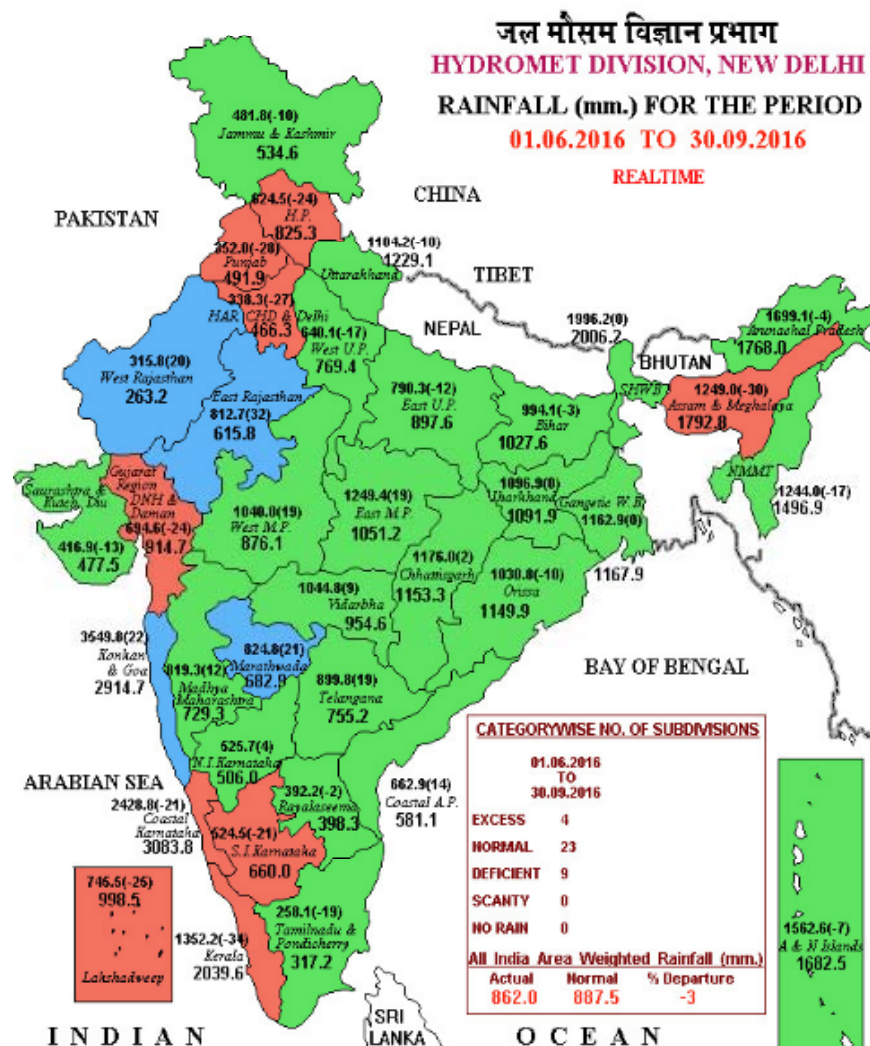 जल मौसम विज्ञान प्रभाग
HYDROMET DIVISION, NEW DELHI
RAINFALL (mm.) FOR THE PERIOD
01.06.2016 TO 30.09.2016
REALTIME
481.8(-10)
Jammu & Kashmir
534.6
CHINA
PAKISTAN
624.5(-24)
H.P.
825.3
352.0(-28)
Punjab
491.9
1104.2(-10)
1229.1
Uttarakhand
TIBET
338.3(-27)
HAR CHD & Delhi
466.3
NEPAL
640.1(-17)
West U.P.
769.4
1996.2(0)
2006.2
BHUTAN
SHWB
1699.1(-4)
Arunachal Pradesh
1768.0
1249.0(-30)
Assam & Meghalaya
1792.8
315.8(20)
West Rajasthan
263.2
East Rajasthan
812.7(32)
615.8
790.3(-12)
East U.P.
897.6
994.1(-3)
Bihar
1027.6
NMMT
1244.0(-17)
1496.9
Gujarat
Region
DNH &
Daman
694.6(-24)
914.7
Saurashtra &
Kutch, Diu
416.9(-13)
477.5
1040.0(19)
West M.P.
876.1
1249.4(19)
East M.P.
1051.2
1096.9(0)
Jharkhand
1091.9
Gangetic W.B.
1162.9(0)
1167.9
1176.0(2)
Chhattisgarh
1153.3
1030.8(-10)
Orissa
1149.9
1044.8(9)
Vidarbha
954.6
3549.8(22)
Konkan
& Goa
2914.7
824.8(21)
Marathwada
682.9
819.3(12)
Madhya
Maharashtra
729.3
899.8(19)
Telangana
755.2
BAY OF BENGAL
525.7(4)
N.I.Karnataka
506.0
ARABIAN SEA
2428.8(-21)
Coastal
Karnataka
3083.8
392.2(-2)
Rayalaseema
398.3
662.9(14)
Coastal A.P.
581.1
524.5(-21)
S.I.Karnataka
660.0
746.5(-25)
998.5
Lakshadweep
1352.2(-34)
Kerala
2039.6
258.1(-19)
Tamilnadu &
Pondicherry
317.2
CATEGORYWISE NO. OF SUBDIVISIONS
01.06.2016
TO
30.09.2016
EXCESS 4
NORMAL 23
DEFICIENT 9
SCANTY 0
NO RAIN 0
All India Area Weighted Rainfall (mm.)
Actual Normal % Departure
862.0 887.5 -3
1562.6(-7)
A & N Islands
1682.5
SRI
LANKA
INDIAN OCEAN